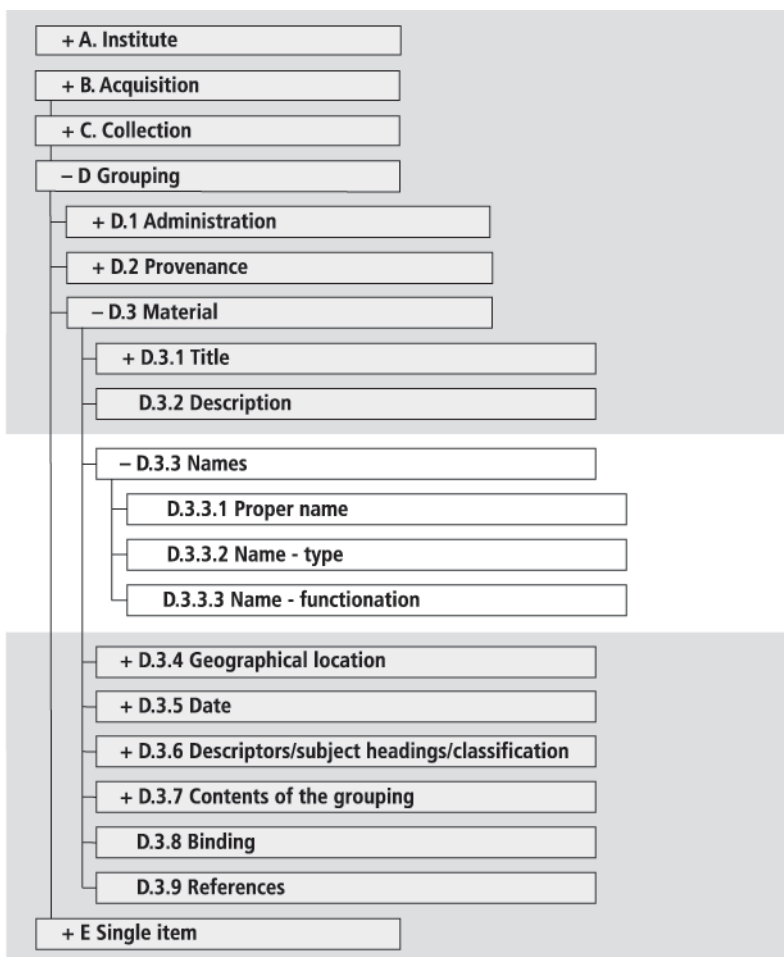 + A. Institute
+ B. Acquisition
+ C. Collection
– D Grouping
+ D.1 Administration
+ D.2 Provenance
– D.3 Material
+ D.3.1 Title
D.3.2 Description
– D.3.3 Names
D.3.3.1 Proper name
D.3.3.2 Name - type
D.3.3.3 Name - functionation
+ D.3.4 Geographical location
+ D.3.5 Date
+ D.3.6 Descriptors/subject headings/classification
+ D.3.7 Contents of the grouping
D.3.8 Binding
D.3.9 References
+ E Single item